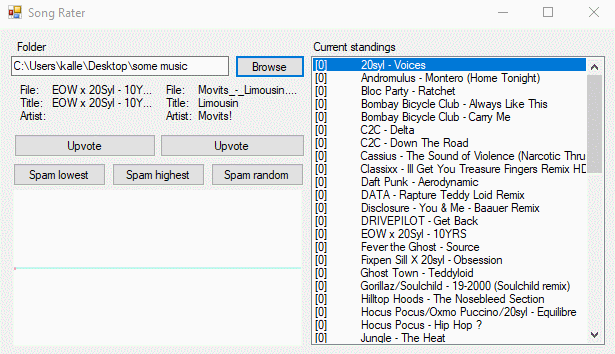 Song Rater
Folder
C:\Users\kalle\Desktop\some music
Browse
File: EOW x 20Syl - 10Y...
Title: EOW x 20Syl - 10Y...
Artist:
File: Movits_-_Limousin....
Title: Limousin
Artist: Movits!
Upvote
Upvote
Spam lowest
Spam highest
Spam random
Current standings
[0] 20syl - Voices
[0] Andromulus - Montero (Home Tonight)
[0] Bloc Party - Ratchet
[0] Bombay Bicycle Club - Always Like This
[0] Bombay Bicycle Club - Carry Me
[0] C2C - Delta
[0] C2C - Down The Road
[0] Cassius - The Sound of Violence (Narcotic Thru
[0] Classixx - Ill Get You Treasure Fingers Remix HD
[0] Daft Punk - Aerodynamic
[0] DATA - Rapture Teddy Loid Remix
[0] Disclosure - You & Me - Baauer Remix
[0] DRIVEPILOT - Get Back
[0] EOW x 20Syl - 10YRS
[0] Fever the Ghost - Source
[0] Fixpen Sill X 20syl - Obsession
[0] Ghost Town - Teddyloid
[0] Gorillaz/Soulchild - 19-2000 (Soulchild remix)
[0] Hilltop Hoods - The Nosebleed Section
[0] Hocus Pocus/Oxmo Puccino/20syl - Equilibre
[0] Hocus Pocus - Hip Hop ?
[0] Jungle - The Heat